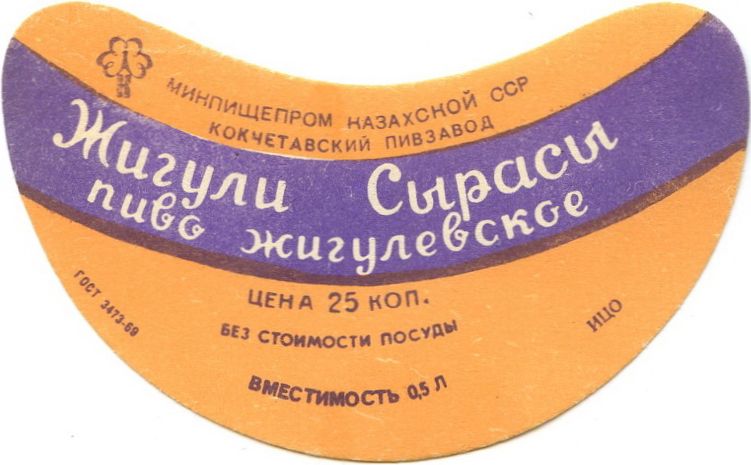 МИНПИЩЕПРОМ КАЗАХСКОЙ ССР
КОКЧЕТАВСКИЙ ПИВЗАВОД
Жигули Сырасы
пиво жигулевское
ЦЕНА 25 КОП.
БЕЗ СТОИМОСТИ ПОСУДЫ
ВМЕСТИМОСТЬ 0,5 Л
ГОСТ 3473-69
ИЦО